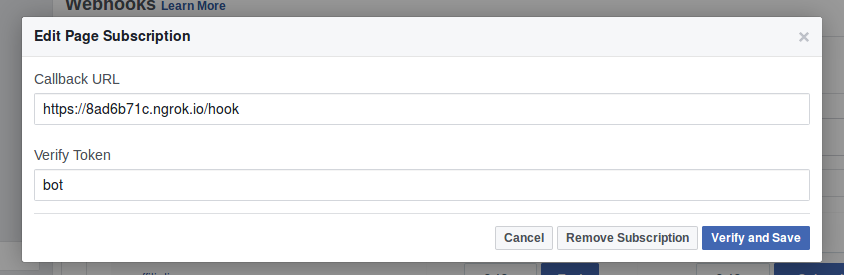 Webhooks Learn More
Edit Page Subscription ×
Callback URL
https://8ad6b71c.ngrok.io/hook
Verify Token
bot
Cancel Remove Subscription Verify and Save